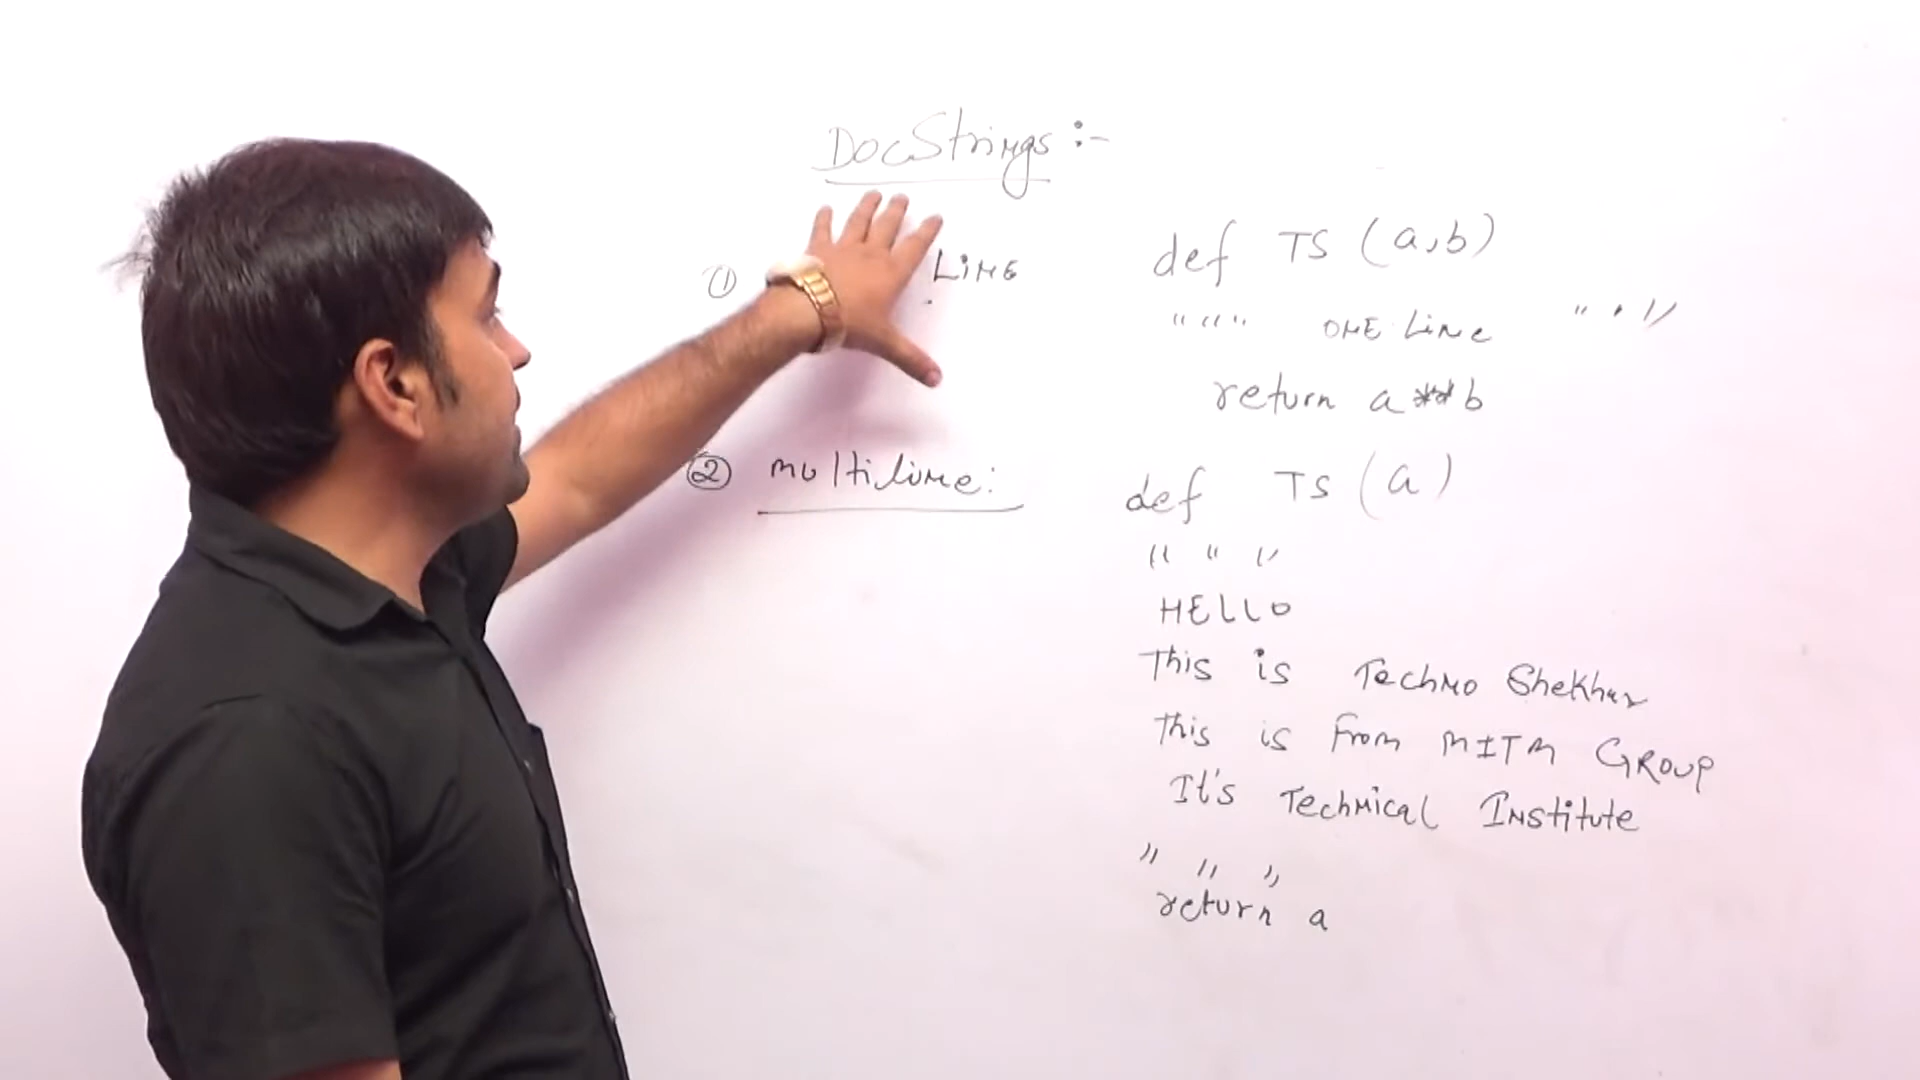 DocStrings :-
① Line
def TS (a,b)
""" ONE Line """
return a ** b
② multiline:
def TS (a)
"""
HELLO
This is Techno Shekhar
This is From MITM GROUP
It's Technical Institute
"""
return a